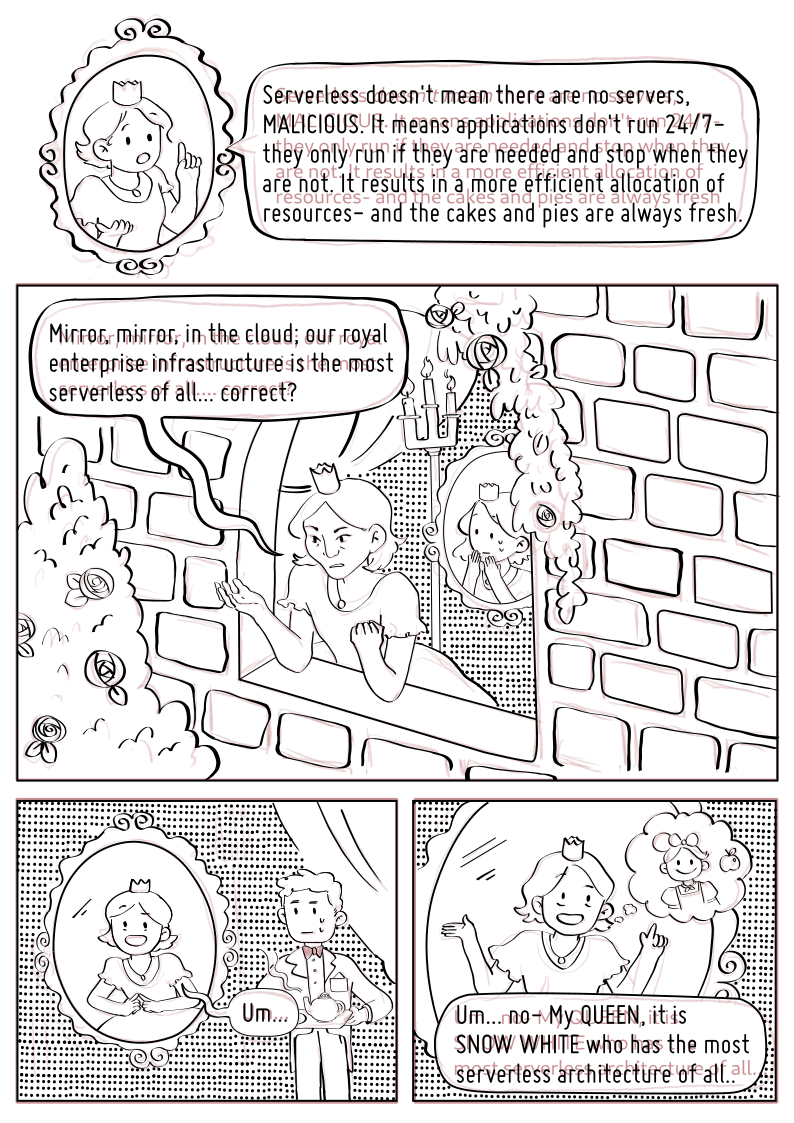 Serverless doesn't mean there are no servers,
MALICIOUS. It means applications don't run 24/7-
they only run if they are needed and stop when they
are not. It results in a more efficient allocation of
resources- and the cakes and pies are always fresh.
Mirror, mirror, in the cloud; our royal
enterprise infrastructure is the most
serverless of all... correct?
Um...
Um... no- My QUEEN, it is
SNOW WHITE who has the most
serverless architecture of all..